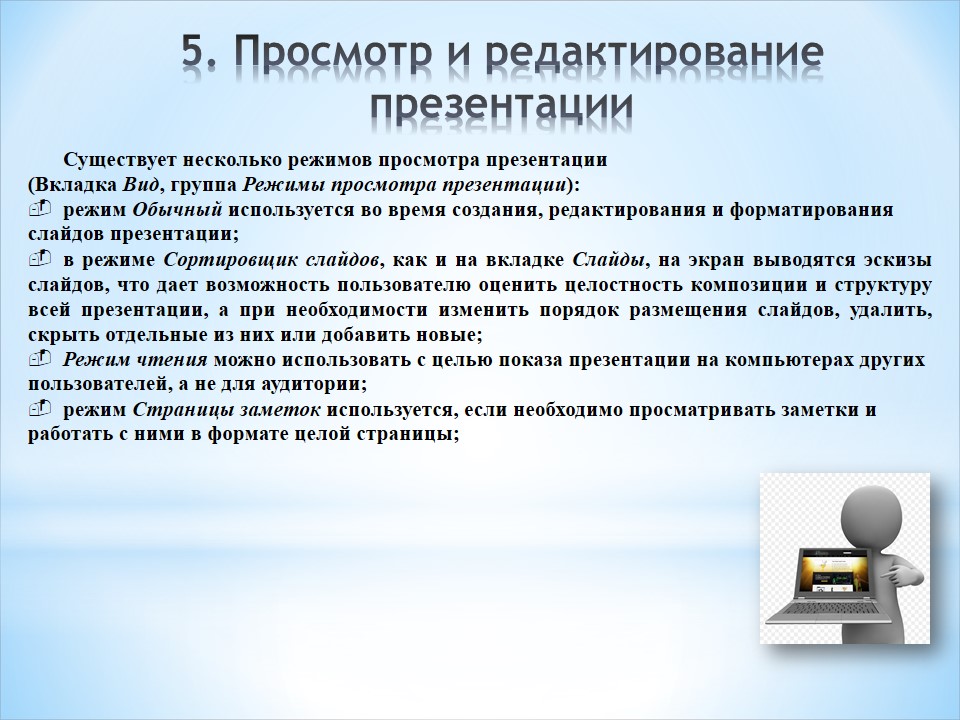 5. Просмотр и редактирование
презентации
Существует несколько режимов просмотра презентации
(Вкладка Вид, группа Режимы просмотра презентации):
режим Обычный используется во время создания, редактирования и форматирования
слайдов презентации;
в режиме Сортировщик слайдов, как и на вкладке Слайды, на экран выводятся эскизы
слайдов, что дает возможность пользователю оценить целостность композиции и структуру
всей презентации, а при необходимости изменить порядок размещения слайдов, удалить,
скрыть отдельные из них или добавить новые;
Режим чтения можно использовать с целью показа презентации на компьютерах других
пользователей, а не для аудитории;
режим Страницы заметок используется, если необходимо просматривать заметки и
работать с ними в формате целой страницы;